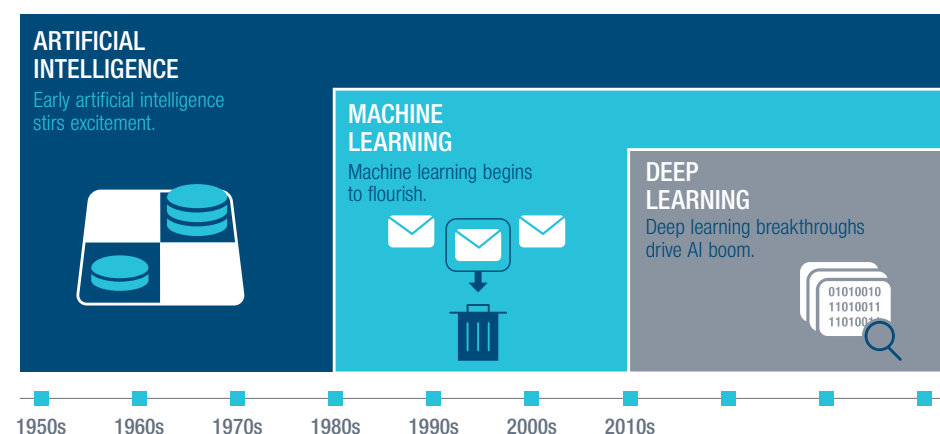 ARTIFICIAL
INTELLIGENCE
Early artificial intelligence
stirs excitement.
MACHINE
LEARNING
Machine learning begins
to flourish.
DEEP
LEARNING
Deep learning breakthroughs
drive AI boom.
01010010
11010011
110100
1950s
1960s
1970s
1980s
1990s
2000s
2010s